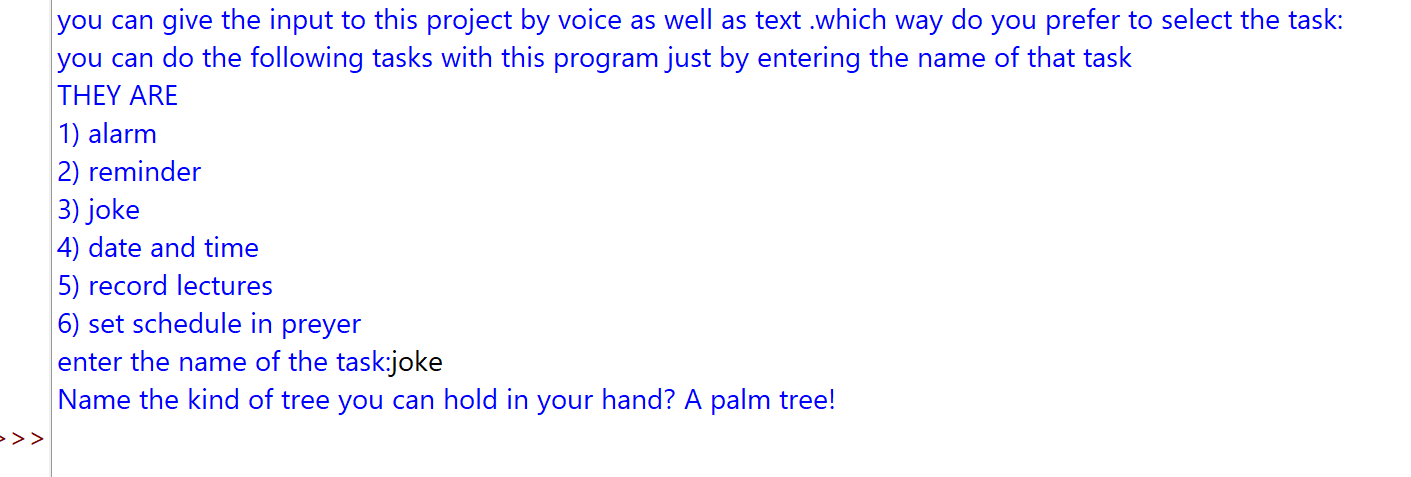 you can give the input to this project by voice as well as text .which way do you prefer to select the task:
you can do the following tasks with this program just by entering the name of that task
THEY ARE
1) alarm
2) reminder
3) joke
4) date and time
5) record lectures
6) set schedule in preyer
enter the name of the task:joke
Name the kind of tree you can hold in your hand? A palm tree!
>>>